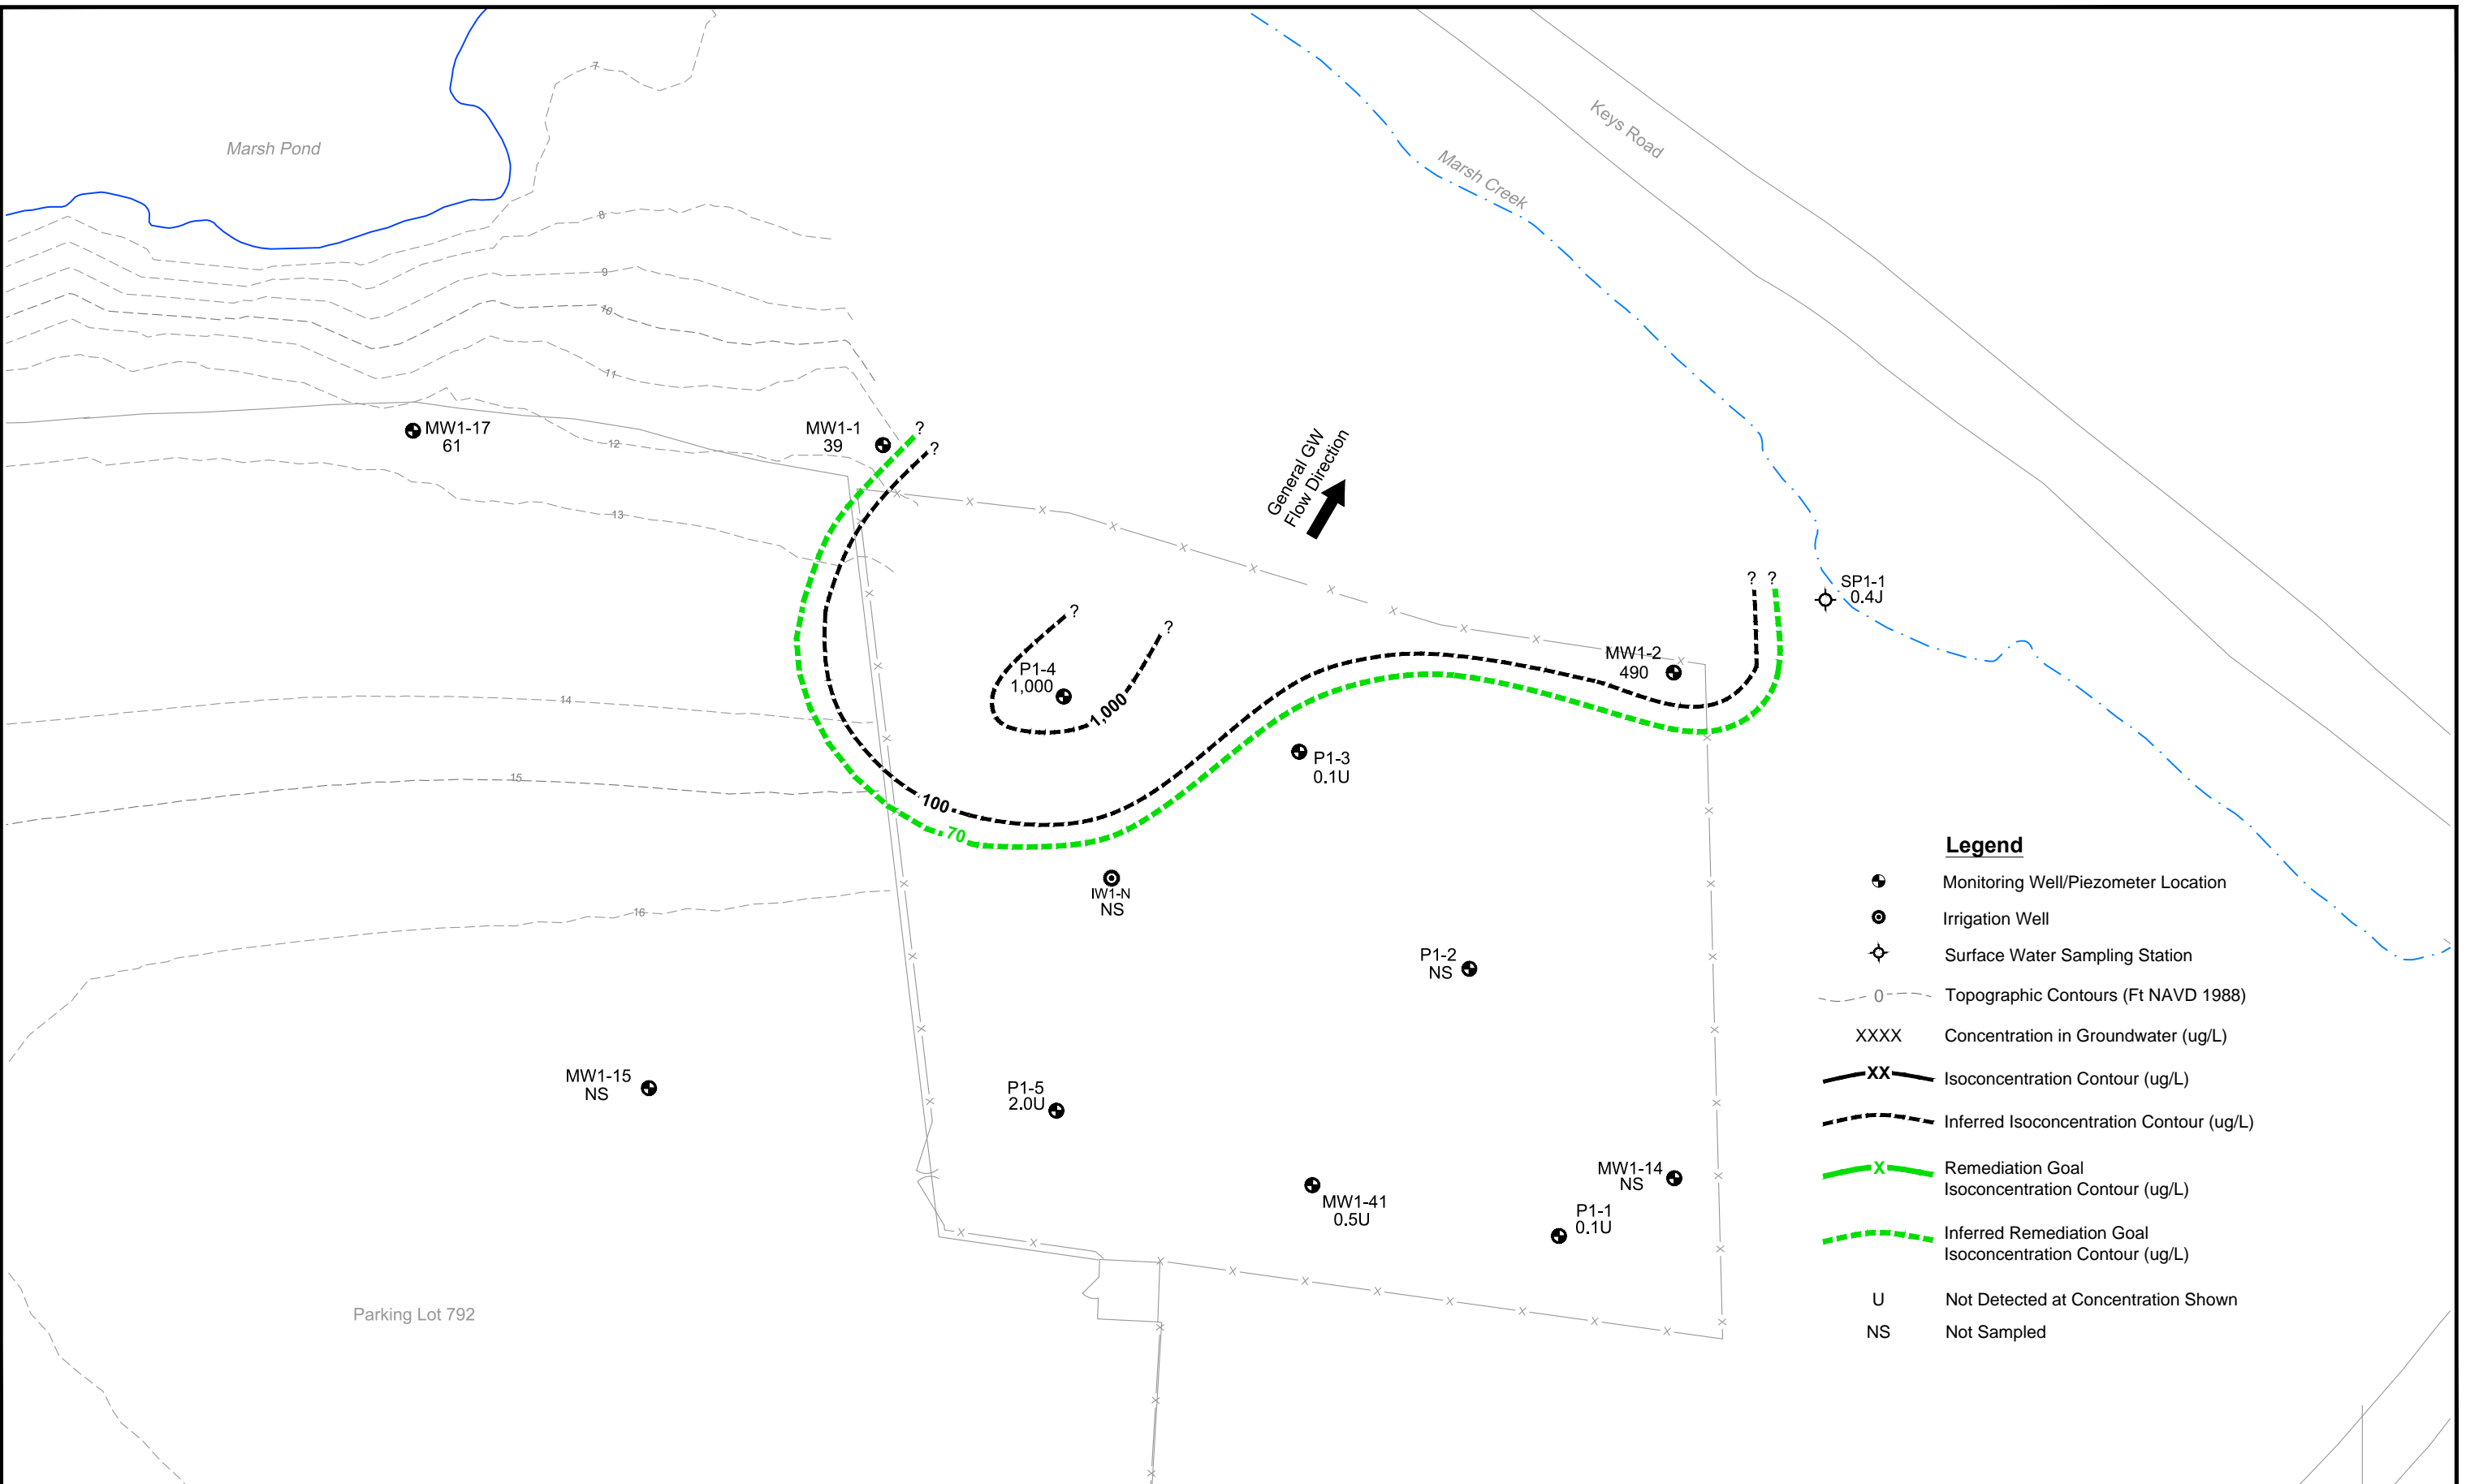 7
Marsh Pond
Keys Road
Marsh Creek
8
9
10
11
12
13
14
15
16
MW1-17
61
MW1-1
39
?
?
General GW
Flow Direction
?
?
P1-4
1,000
1,000
? ?
SP1-1
0.4J
MW1-2
490
P1-3
0.1U
100
70
IW1-N
NS
P1-2
NS
MW1-15
NS
P1-5
2.0U
MW1-41
0.5U
MW1-14
NS
P1-1
0.1U
Parking Lot 792
Legend
Monitoring Well/Piezometer Location
Irrigation Well
Surface Water Sampling Station
0 Topographic Contours (Ft NAVD 1988)
XXXX Concentration in Groundwater (ug/L)
XX Isoconcentration Contour (ug/L)
Inferred Isoconcentration Contour (ug/L)
X Remediation Goal
Isoconcentration Contour (ug/L)
Inferred Remediation Goal
Isoconcentration Contour (ug/L)
U Not Detected at Concentration Shown
NS Not Sampled